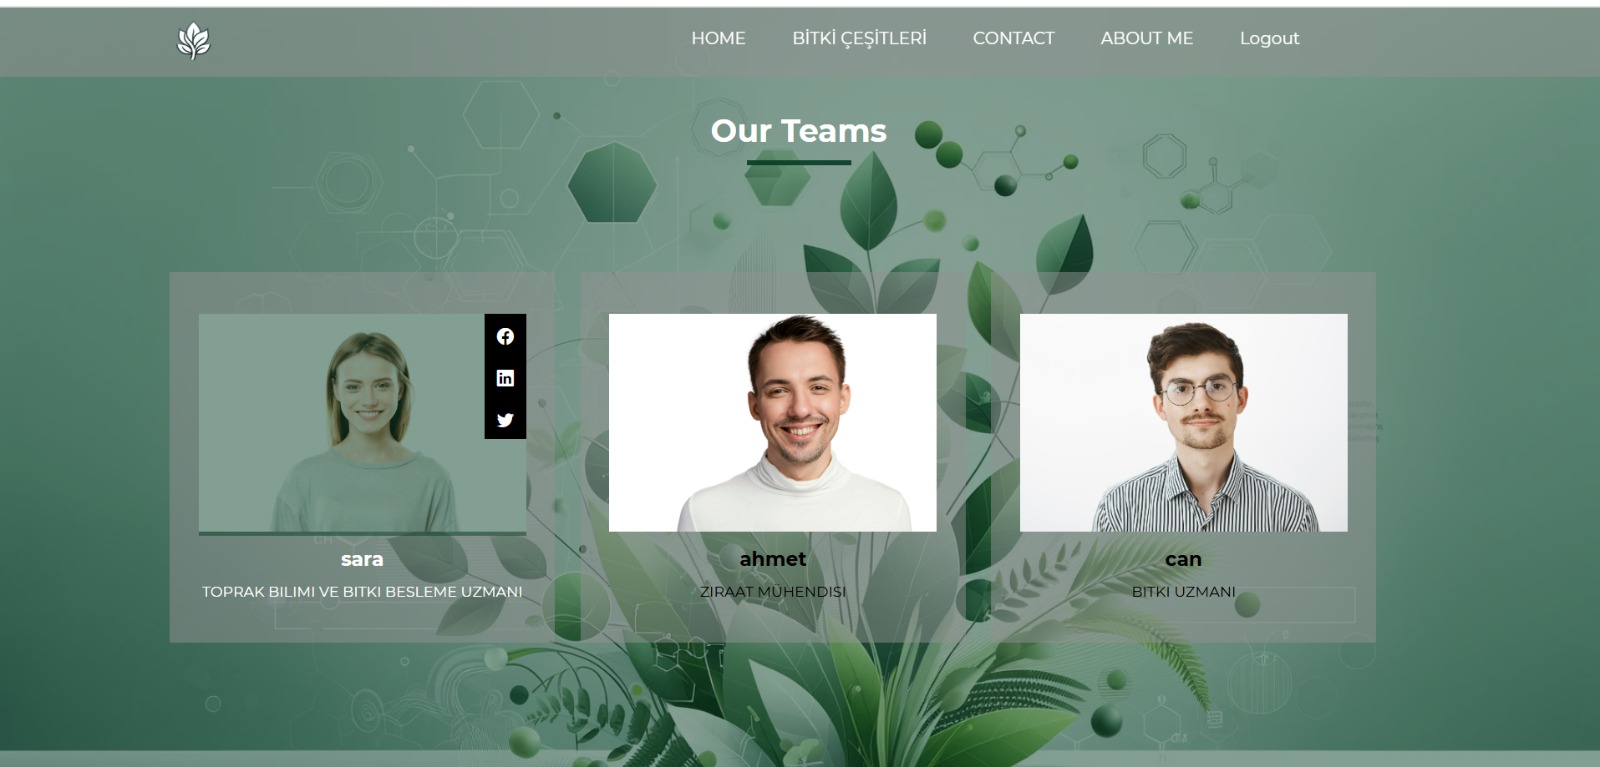 HOME BİTKİ ÇEŞİTLERİ CONTACT ABOUT ME Logout
Our Teams
sara
TOPRAK BILIMI VE BITKI BESLEME UZMANI
ahmet
ZIRAAT MÜHENDISI
can
BITKI UZMANI